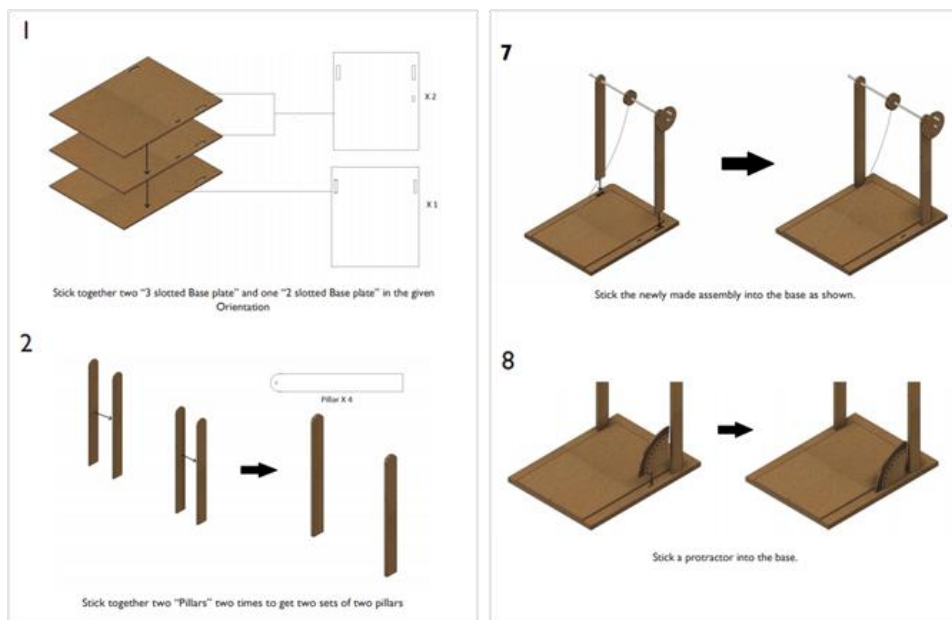 1
X 2
X 1
Stick together two “3 slotted Base plate” and one “2 slotted Base plate” in the given
Orientation
2
Pillar X 4
Stick together two “Pillars” two times to get two sets of two pillars
7
Stick the newly made assembly into the base as shown.
8
Stick a protractor into the base.